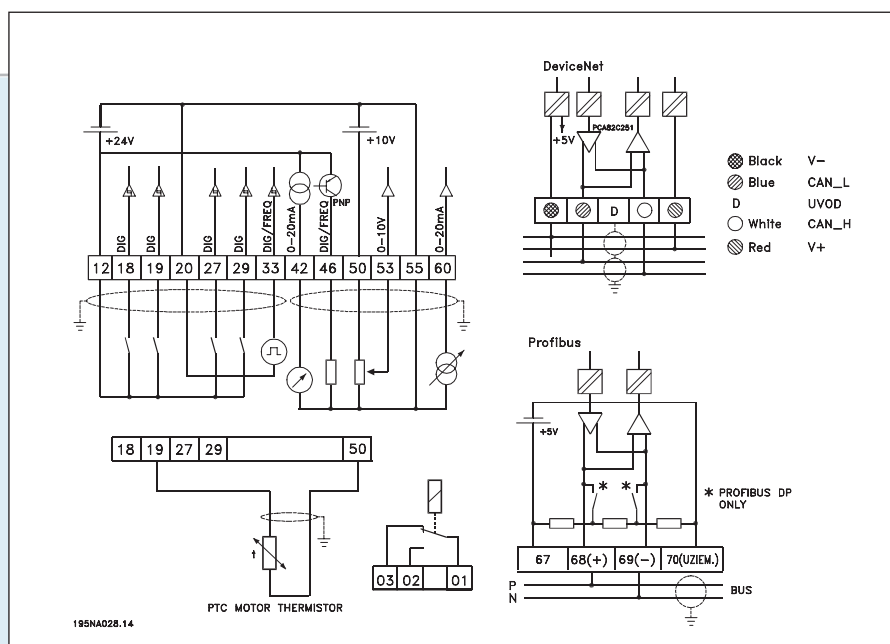 DeviceNet
PCA82C251
+5V
+24V
+10V
PNP
DIG
DIG
DIG
DIG
DIG/FREQ
0-20mA
DIG/FREQ
0-10V
0-20mA
12 18 19 20 27 29 33 42 46 50 53 55 60
D
Black V-
Blue CAN_L
D UVOD
White CAN_H
Red V+
Profibus
+5V
* *
* PROFIBUS DP
ONLY
67 68(+) 69(-) 70(UZIEM.)
P
N
BUS
18 19 27 29 50
t
PTC MOTOR THERMISTOR
03 02 01
195NA028.14